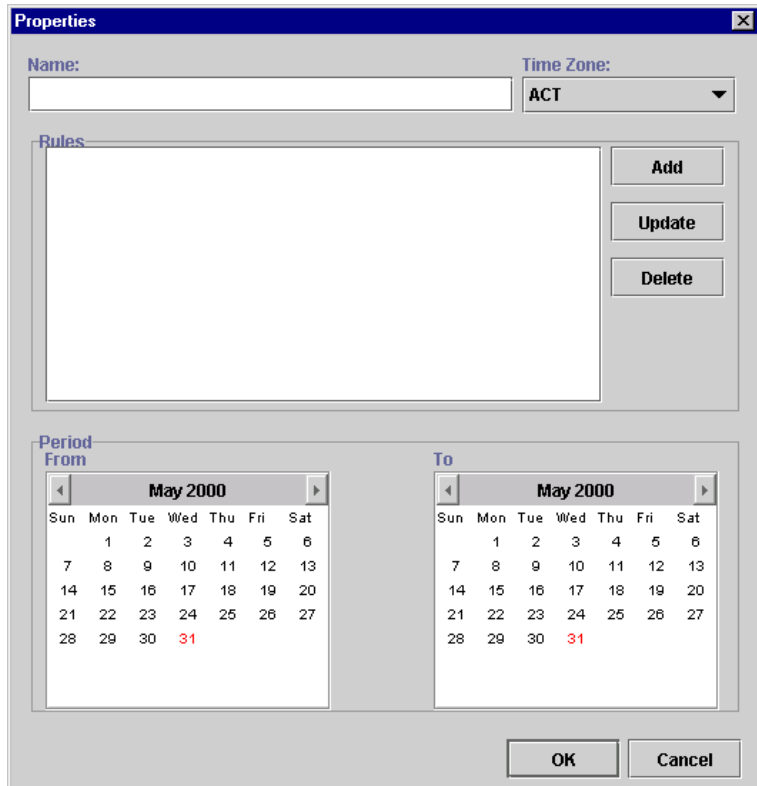 Properties
Name: Time Zone:
ACT
Rules
Add
Update
Delete
Period
From To
May 2000 May 2000
Sun Mon Tue Wed Thu Fri Sat Sun Mon Tue Wed Thu Fri Sat
1 2 3 4 5 6 1 2 3 4 5 6
7 8 9 10 11 12 13 7 8 9 10 11 12 13
14 15 16 17 18 19 20 14 15 16 17 18 19 20
21 22 23 24 25 26 27 21 22 23 24 25 26 27
28 29 30 31 28 29 30 31
OK Cancel